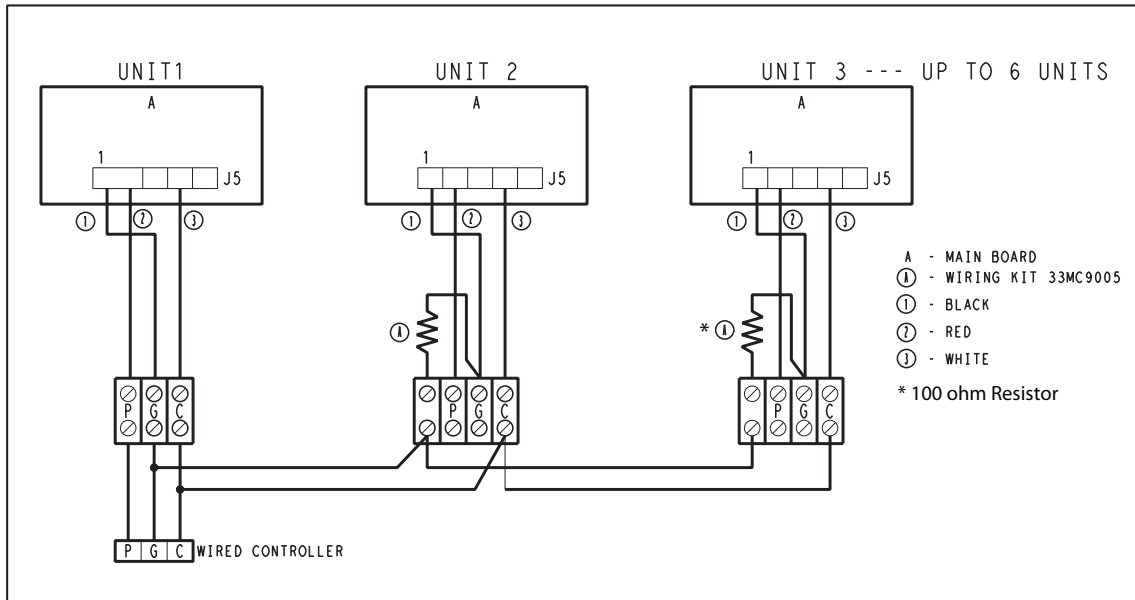 UNIT1
UNIT 2
UNIT 3 --- UP TO 6 UNITS
A
A
A
1
J5
1
J5
1
J5
1
2
3
1
2
3
1
2
3
A - MAIN BOARD
A - WIRING KIT 33MC9005
1 - BLACK
2 - RED
3 - WHITE
* 100 ohm Resistor
A
* A
P G C
P G C
P G C
P G C WIRED CONTROLLER